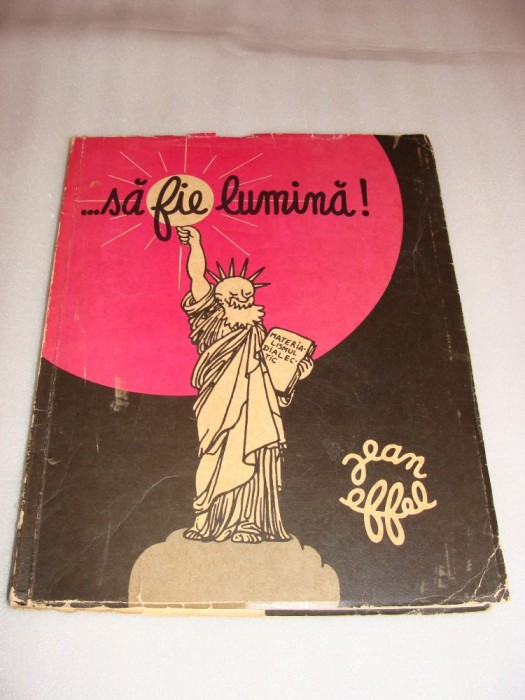 ...să fie lumină!
MATERIA-
LISMUL
DIALEC-
TIC
jean
effel